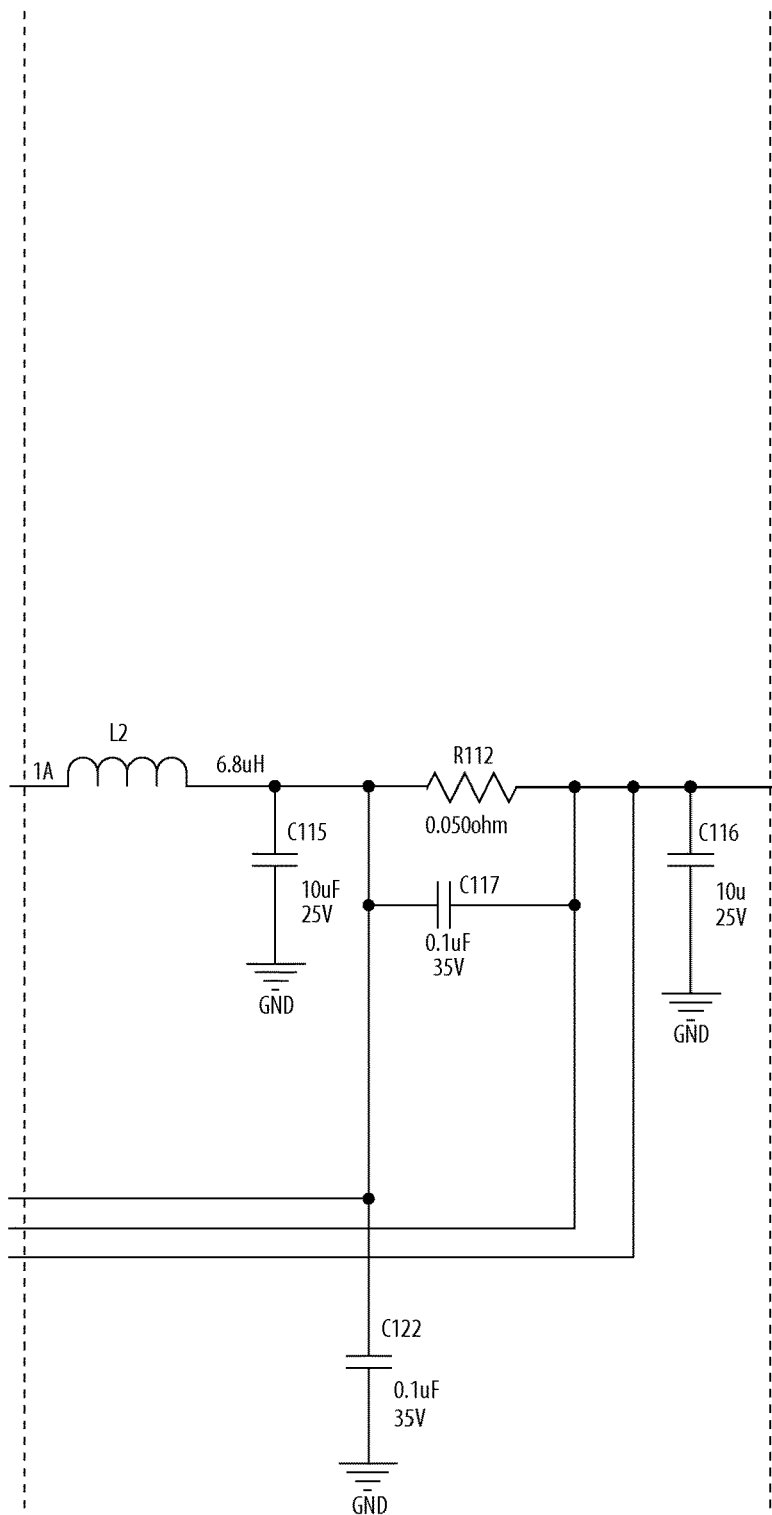 L2
1A
6.8uH
R112
0.050ohm
C115
10uF
25V
GND
C117
0.1uF
35V
C116
10u
25V
GND
C122
0.1uF
35V
GND